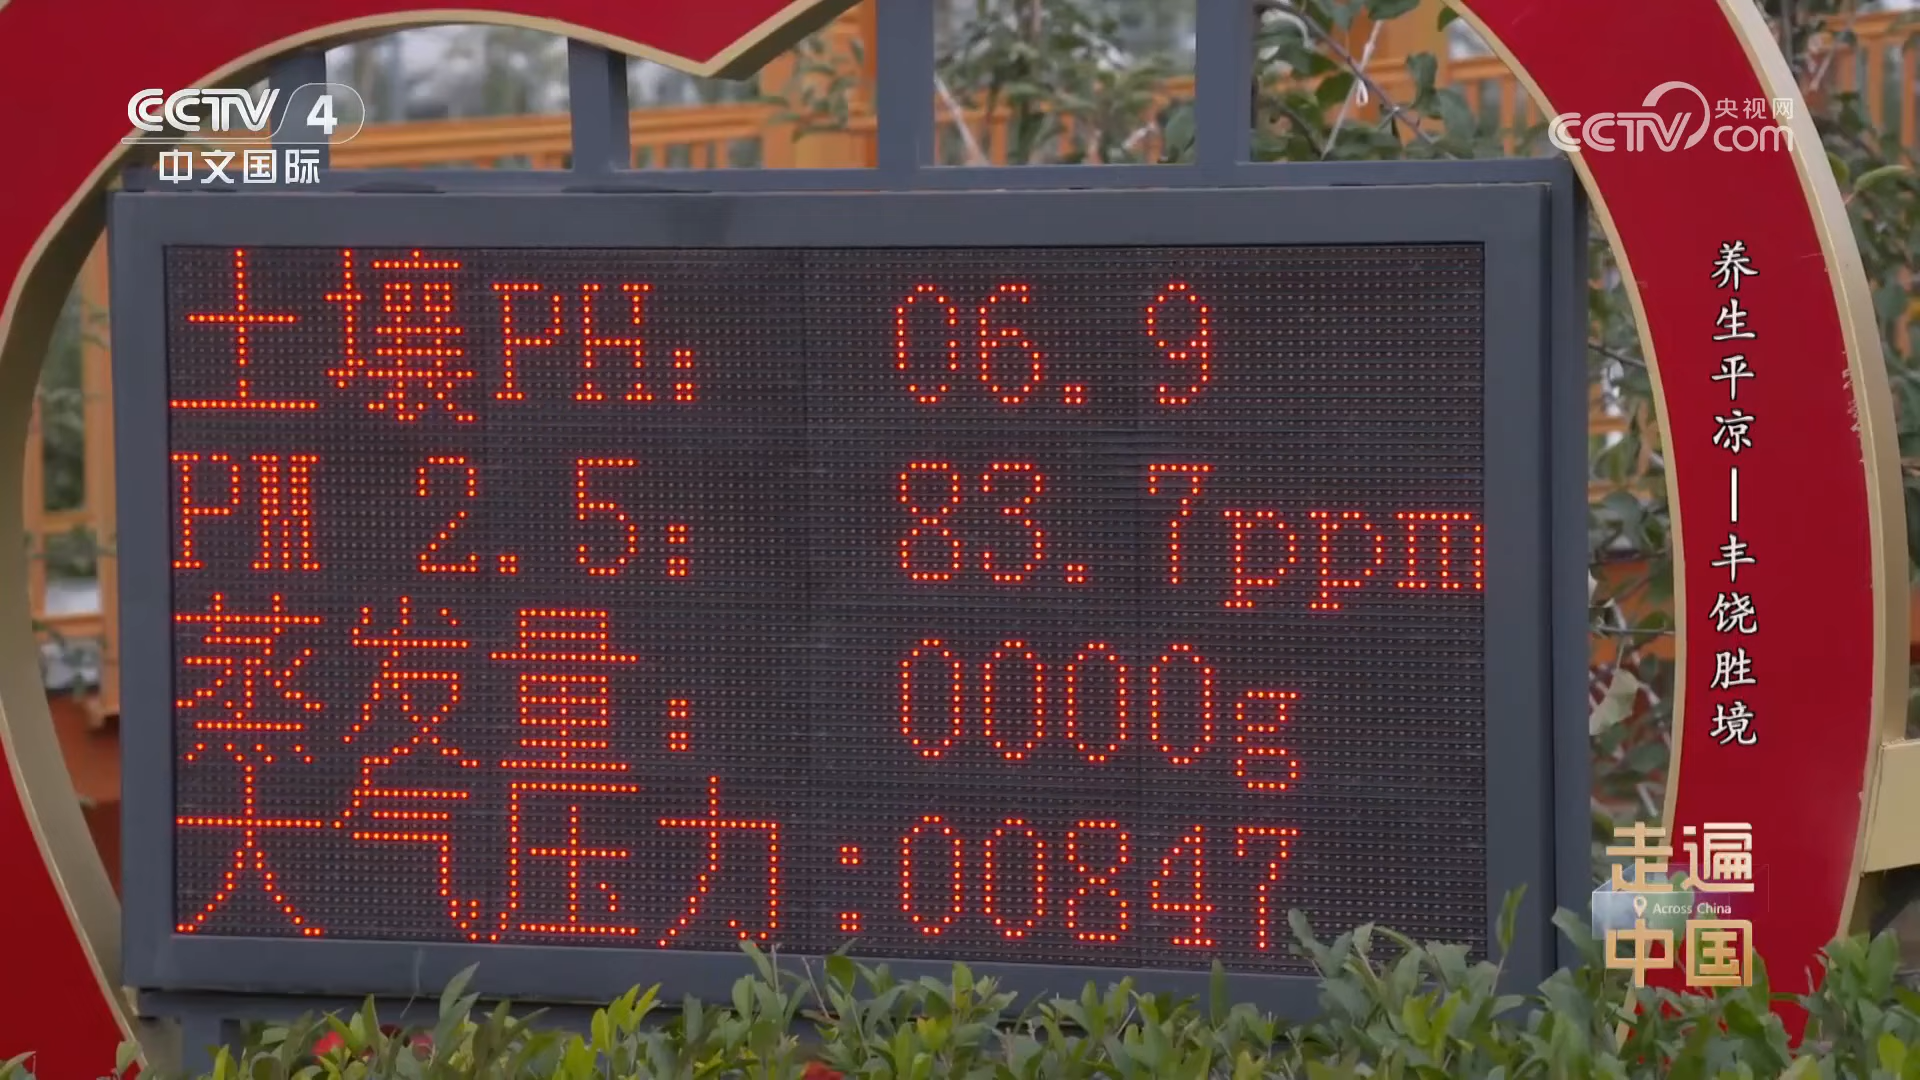 CCTV 4
中文国际
央视网
CCTV.com
土壤PH: 06.9
PM 2.5: 83.7ppm
蒸发量: 0000g
大气压力:00847
养生平凉—丰饶胜境
走遍
Across China
中国